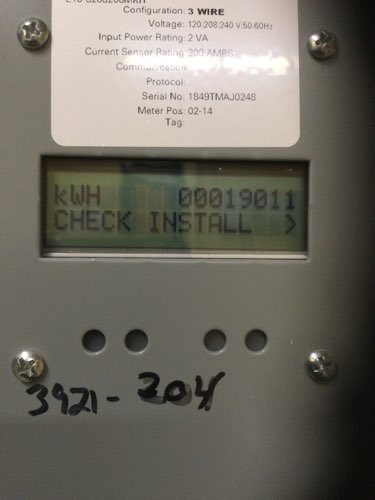 Configuration: 3 WIRE
Voltage: 120:208:240 V:50:60Hz
Input Power Rating: 2 VA
Current Sensor Rating: 200 AMPS
Communication
Protocol:
Serial No: 1849TMAJ0248
Meter Pos: 02-14
Tag:
kWH 00019011
CHECK INSTALL >
3921-304